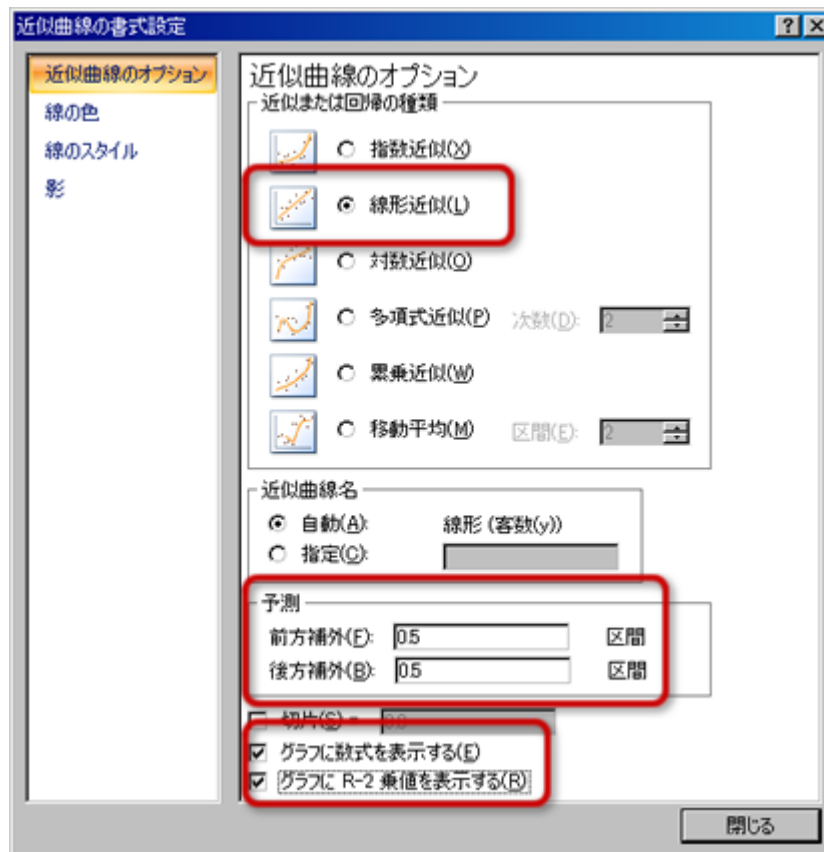 近似曲線の書式設定
近似曲線のオプション
線の色
線のスタイル
影
近似曲線のオプション
近似または回帰の種類
指数近似(X)
線形近似(L)
対数近似(O)
多項式近似(P) 次数(D): 2
累乗近似(W)
移動平均(M) 区間(E): 2
近似曲線名
自動(A): 線形 (客数(y))
指定(C):
予測
前方補外(F): 0.5 区間
後方補外(B): 0.5 区間
切片(S) = 0.0
グラフに数式を表示する(E)
グラフに R-2 乗値を表示する(R)
閉じる